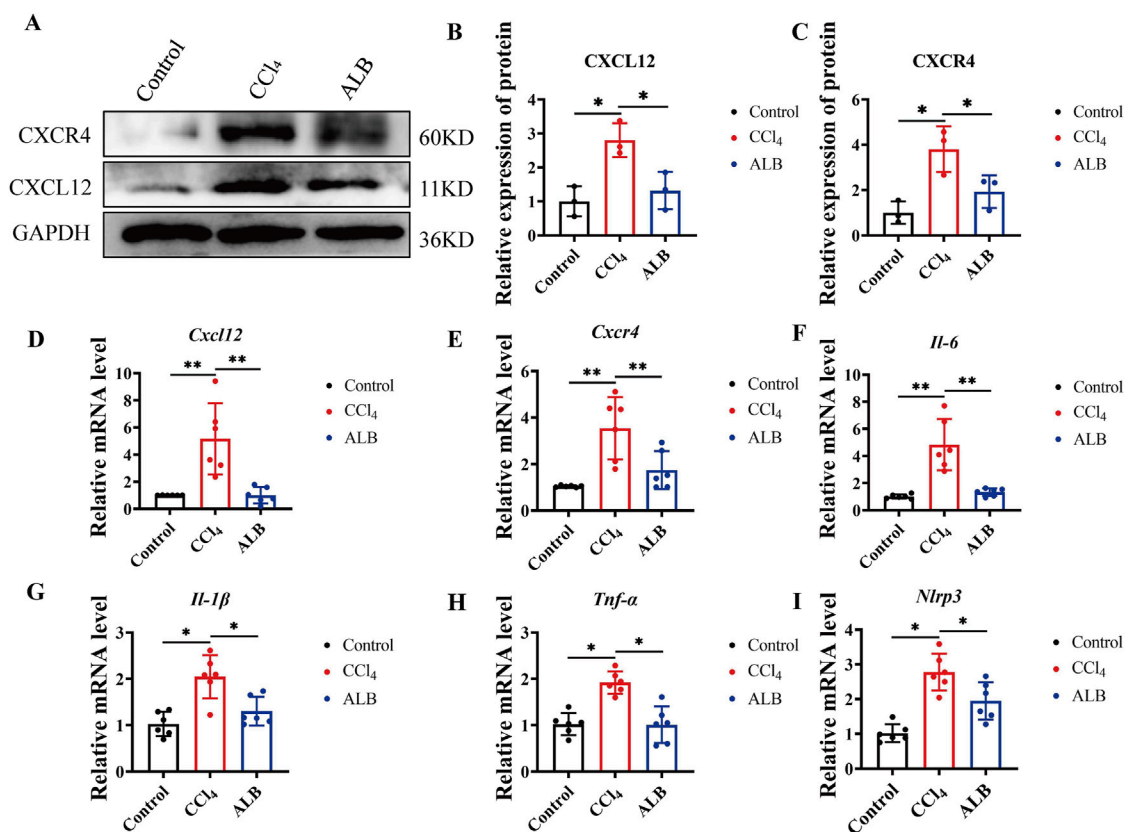 A
Control
CCl₄
ALB
CXCR4
60KD
CXCL12
11KD
GAPDH
36KD
B
CXCL12
Relative expression of protein
4
3
2
1
0
*
*
Control
CCl₄
ALB
Control
CCl₄
ALB
C
CXCR4
Relative expression of protein
6
4
2
0
*
*
Control
CCl₄
ALB
Control
CCl₄
ALB
D
Cxcl12
Relative mRNA level
10
8
6
4
2
0
**
**
Control
CCl₄
ALB
Control
CCl₄
ALB
E
Cxcr4
Relative mRNA level
6
4
2
0
**
**
Control
CCl₄
ALB
Control
CCl₄
ALB
F
Il-6
Relative mRNA level
10
8
6
4
2
0
**
**
Control
CCl₄
ALB
Control
CCl₄
ALB
G
Il-1β
Relative mRNA level
3
2
1
0
*
*
Control
CCl₄
ALB
Control
CCl₄
ALB
H
Tnf-α
Relative mRNA level
3
2
1
0
*
*
Control
CCl₄
ALB
Control
CCl₄
ALB
I
Nlrp3
Relative mRNA level
4
3
2
1
0
*
*
Control
CCl₄
ALB
Control
CCl₄
ALB